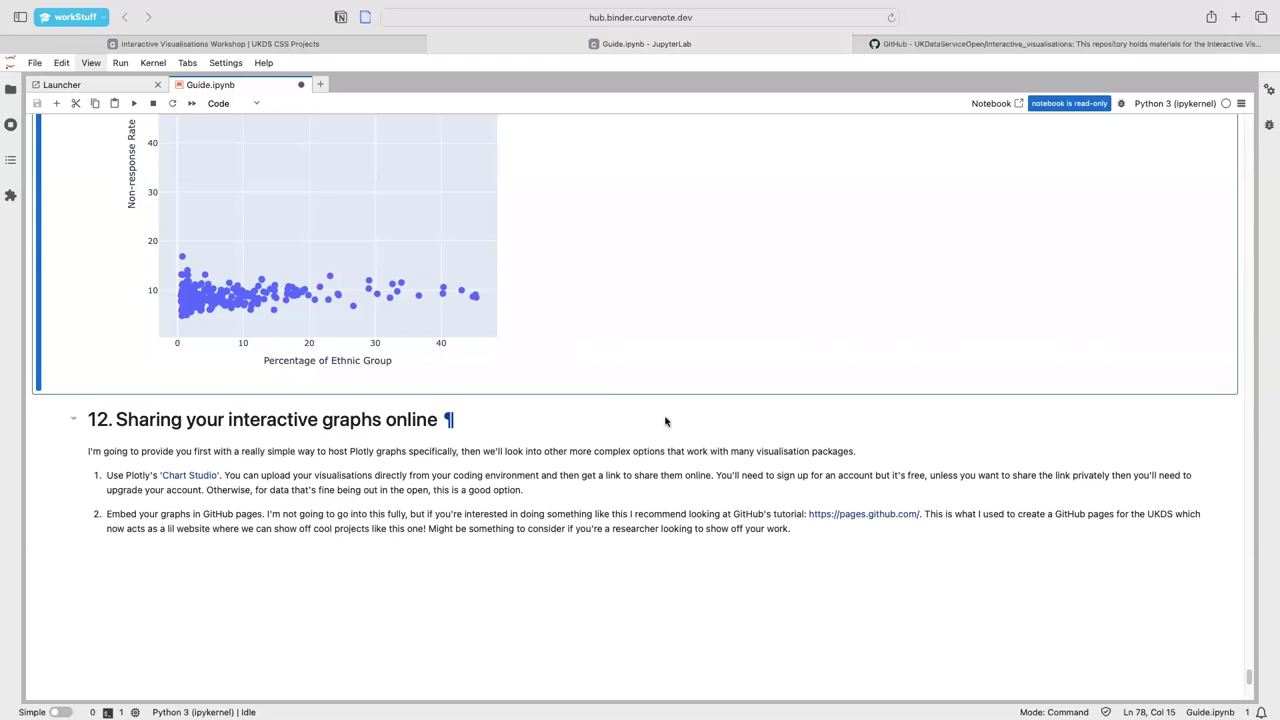 workStuff
hub.binder.curvenote.dev
Interactive Visualisations Workshop | UKDS CSS Projects
Guide.ipynb - JupyterLab
GitHub - UKDataServiceOpen/Interactive_visualisations: This repository holds materials for the Interactive Vis...
File Edit View Run Kernel Tabs Settings Help
Launcher
Guide.ipynb
Code
Notebook
notebook is read-only
Python 3 (ipykernel)
Non-response Rate
40
30
20
10
0 10 20 30 40
Percentage of Ethnic Group
12. Sharing your interactive graphs online ¶
I'm going to provide you first with a really simple way to host Plotly graphs specifically, then we'll look into other more complex options that work with many visualisation packages.
1. Use Plotly's 'Chart Studio'. You can upload your visualisations directly from your coding environment and then get a link to share them online. You'll need to sign up for an account but it's free, unless you want to share the link privately then you'll need to
upgrade your account. Otherwise, for data that's fine being out in the open, this is a good option.
2. Embed your graphs in GitHub pages. I'm not going to go into this fully, but if you're interested in doing something like this I recommend looking at GitHub's tutorial: https://pages.github.com/. This is what I used to create a GitHub pages for the UKDS which
now acts as a lil website where we can show off cool projects like this one! Might be something to consider if you're a researcher looking to show off your work.
Simple 0 1 Python 3 (ipykernel) | Idle
Mode: Command Ln 78, Col 15 Guide.ipynb 1